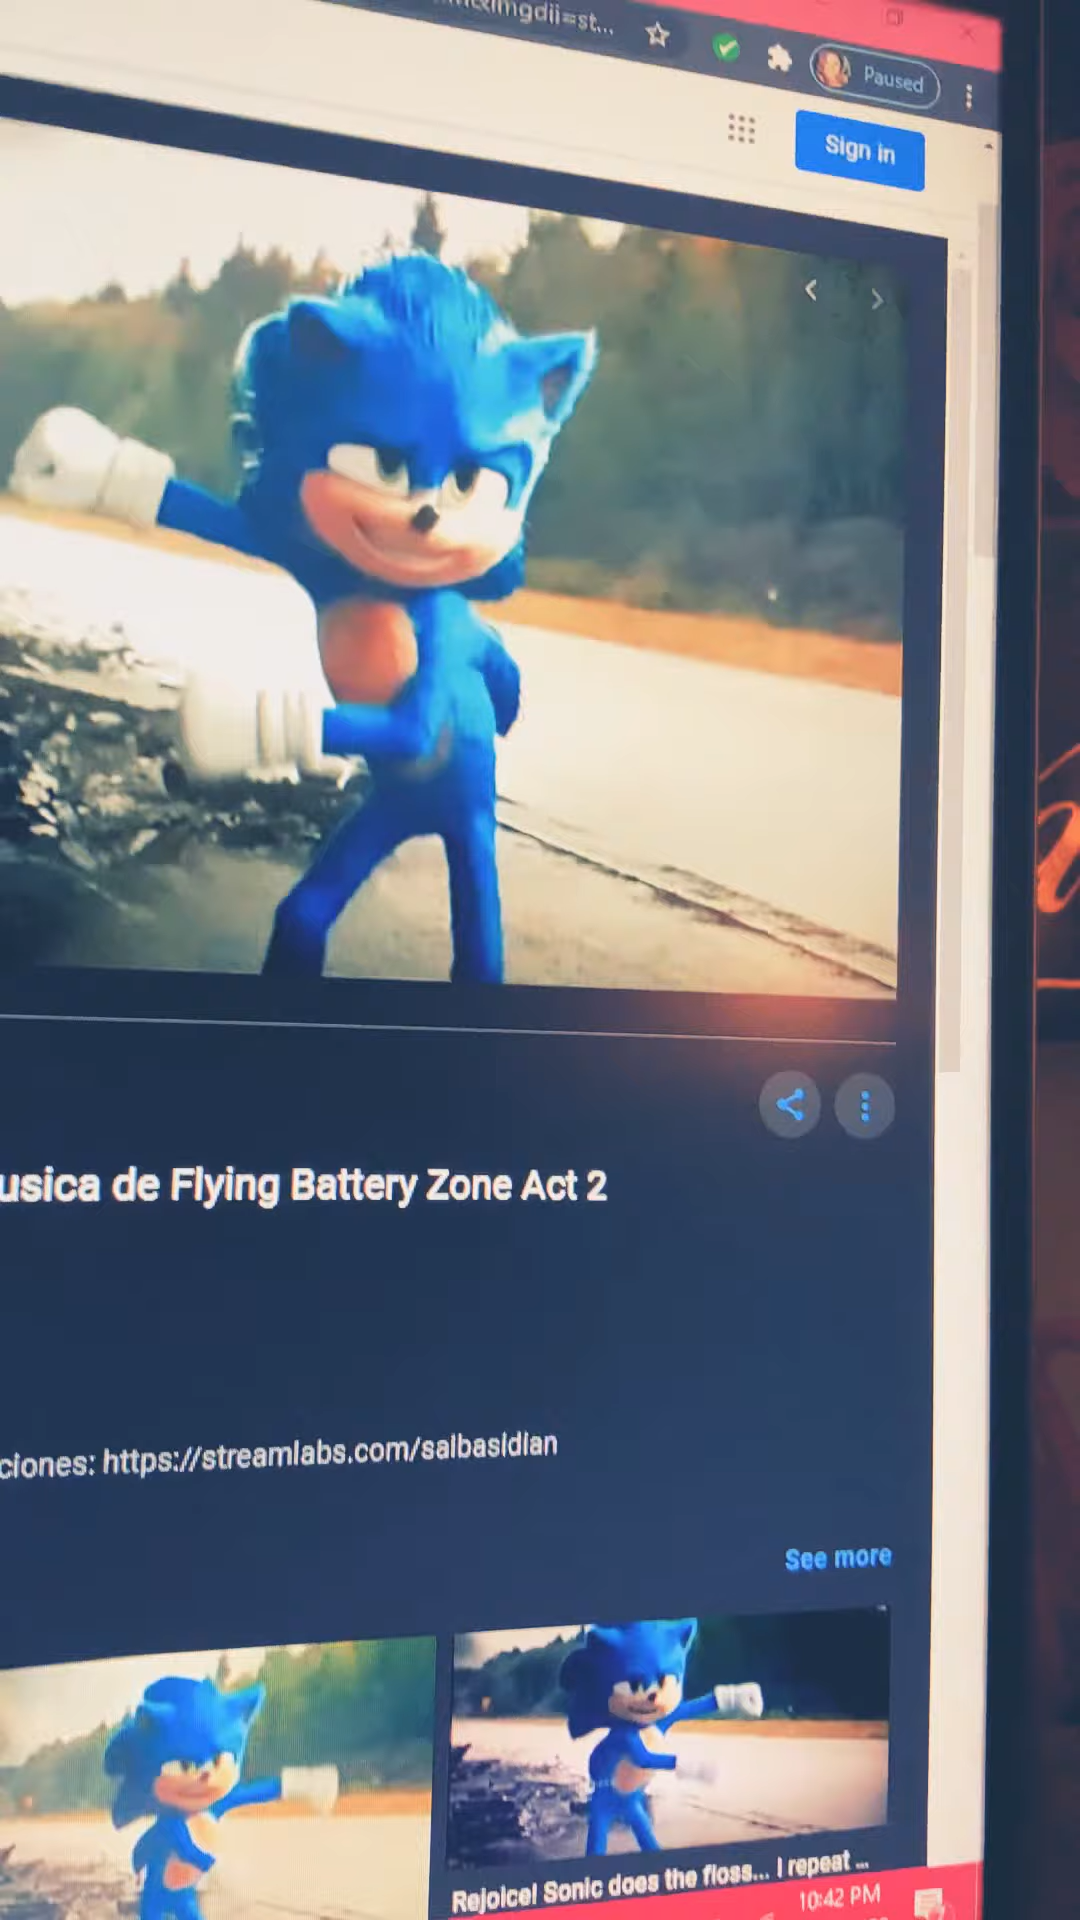 Paused
Sign in
usica de Flying Battery Zone Act 2
ciones: https://streamlabs.com/saibasidian
See more
Rejoice! Sonic does the floss... I repeat ...
10:42 PM